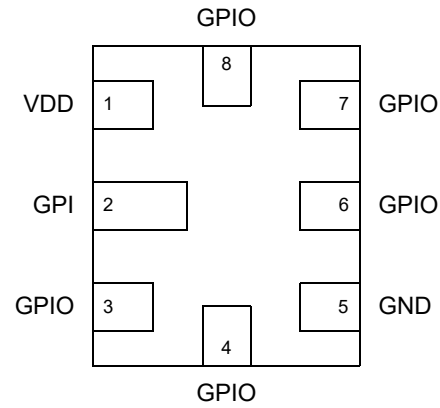 GPIO
8
VDD 1 7 GPIO
GPI 2 6 GPIO
GPIO 3 5 GND
4
GPIO